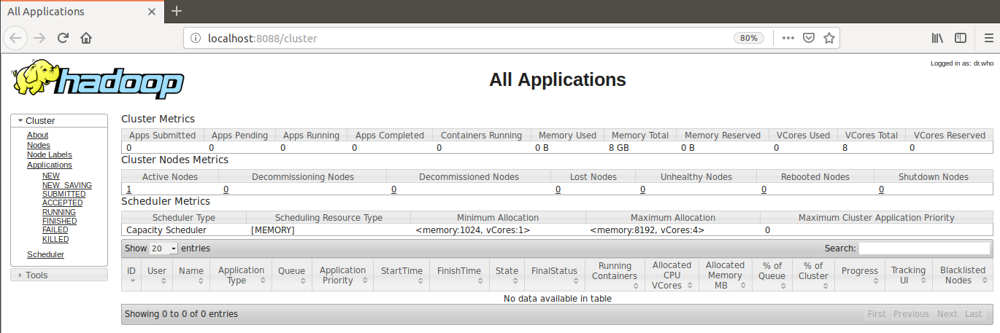 All Applications
localhost:8088/cluster
80%
hadoop
All Applications
Logged in as: dr.who
Cluster
About
Nodes
Node Labels
Applications
NEW
NEW_SAVING
SUBMITTED
ACCEPTED
RUNNING
FINISHED
FAILED
KILLED
Scheduler
Tools
Cluster Metrics
Apps Submitted Apps Pending Apps Running Apps Completed Containers Running Memory Used Memory Total Memory Reserved VCores Used VCores Total VCores Reserved
0 0 0 0 0 0 B 8 GB 0 B 0 8 0
Cluster Nodes Metrics
Active Nodes Decommissioning Nodes Decommissioned Nodes Lost Nodes Unhealthy Nodes Rebooted Nodes Shutdown Nodes
1 0 0 0 0 0 0
Scheduler Metrics
Scheduler Type Scheduling Resource Type Minimum Allocation Maximum Allocation Maximum Cluster Application Priority
Capacity Scheduler [MEMORY] <memory:1024, vCores:1> <memory:8192, vCores:4> 0
Show 20 entries Search:
ID User Name Application Type Queue Application Priority StartTime FinishTime State FinalStatus Running Containers Allocated CPU VCores Allocated Memory MB % of Queue % of Cluster Progress Tracking UI Blacklisted Nodes
No data available in table
Showing 0 to 0 of 0 entries First Previous Next Last